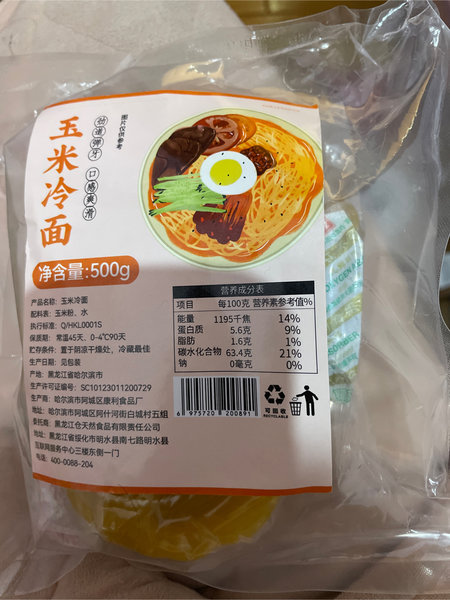 图片仅供参考
劲道弹牙 口感爽滑
玉米冷面
净含量:500g
产品名称: 玉米冷面
配料表: 玉米粉、水
执行标准: Q/HKL0001S
保质期: 常温45天、0-4℃90天
贮存条件: 置于阴凉干燥处、冷藏最佳
生产日期: 见包装
产地: 黑龙江省哈尔滨市
生产许可证编号: SC10123011200729
生产商: 哈尔滨市阿城区康利食品厂
地址: 哈尔滨市阿城区阿什河街白城村五组
委托商: 黑龙江仓天然食品有限责任公司
地址: 黑龙江省绥化市明水县南七路明水县
互联网服务中心三楼东侧一门
电话: 400-0088-204
营养成分表
项目 每100克 营养素参考值%
能量 1195千焦 14%
蛋白质 5.6克 9%
脂肪 1.6克 1%
碳水化合物 63.4克 21%
钠 0毫克 0%
6 975720 200891
可回收
RECYCLABLE